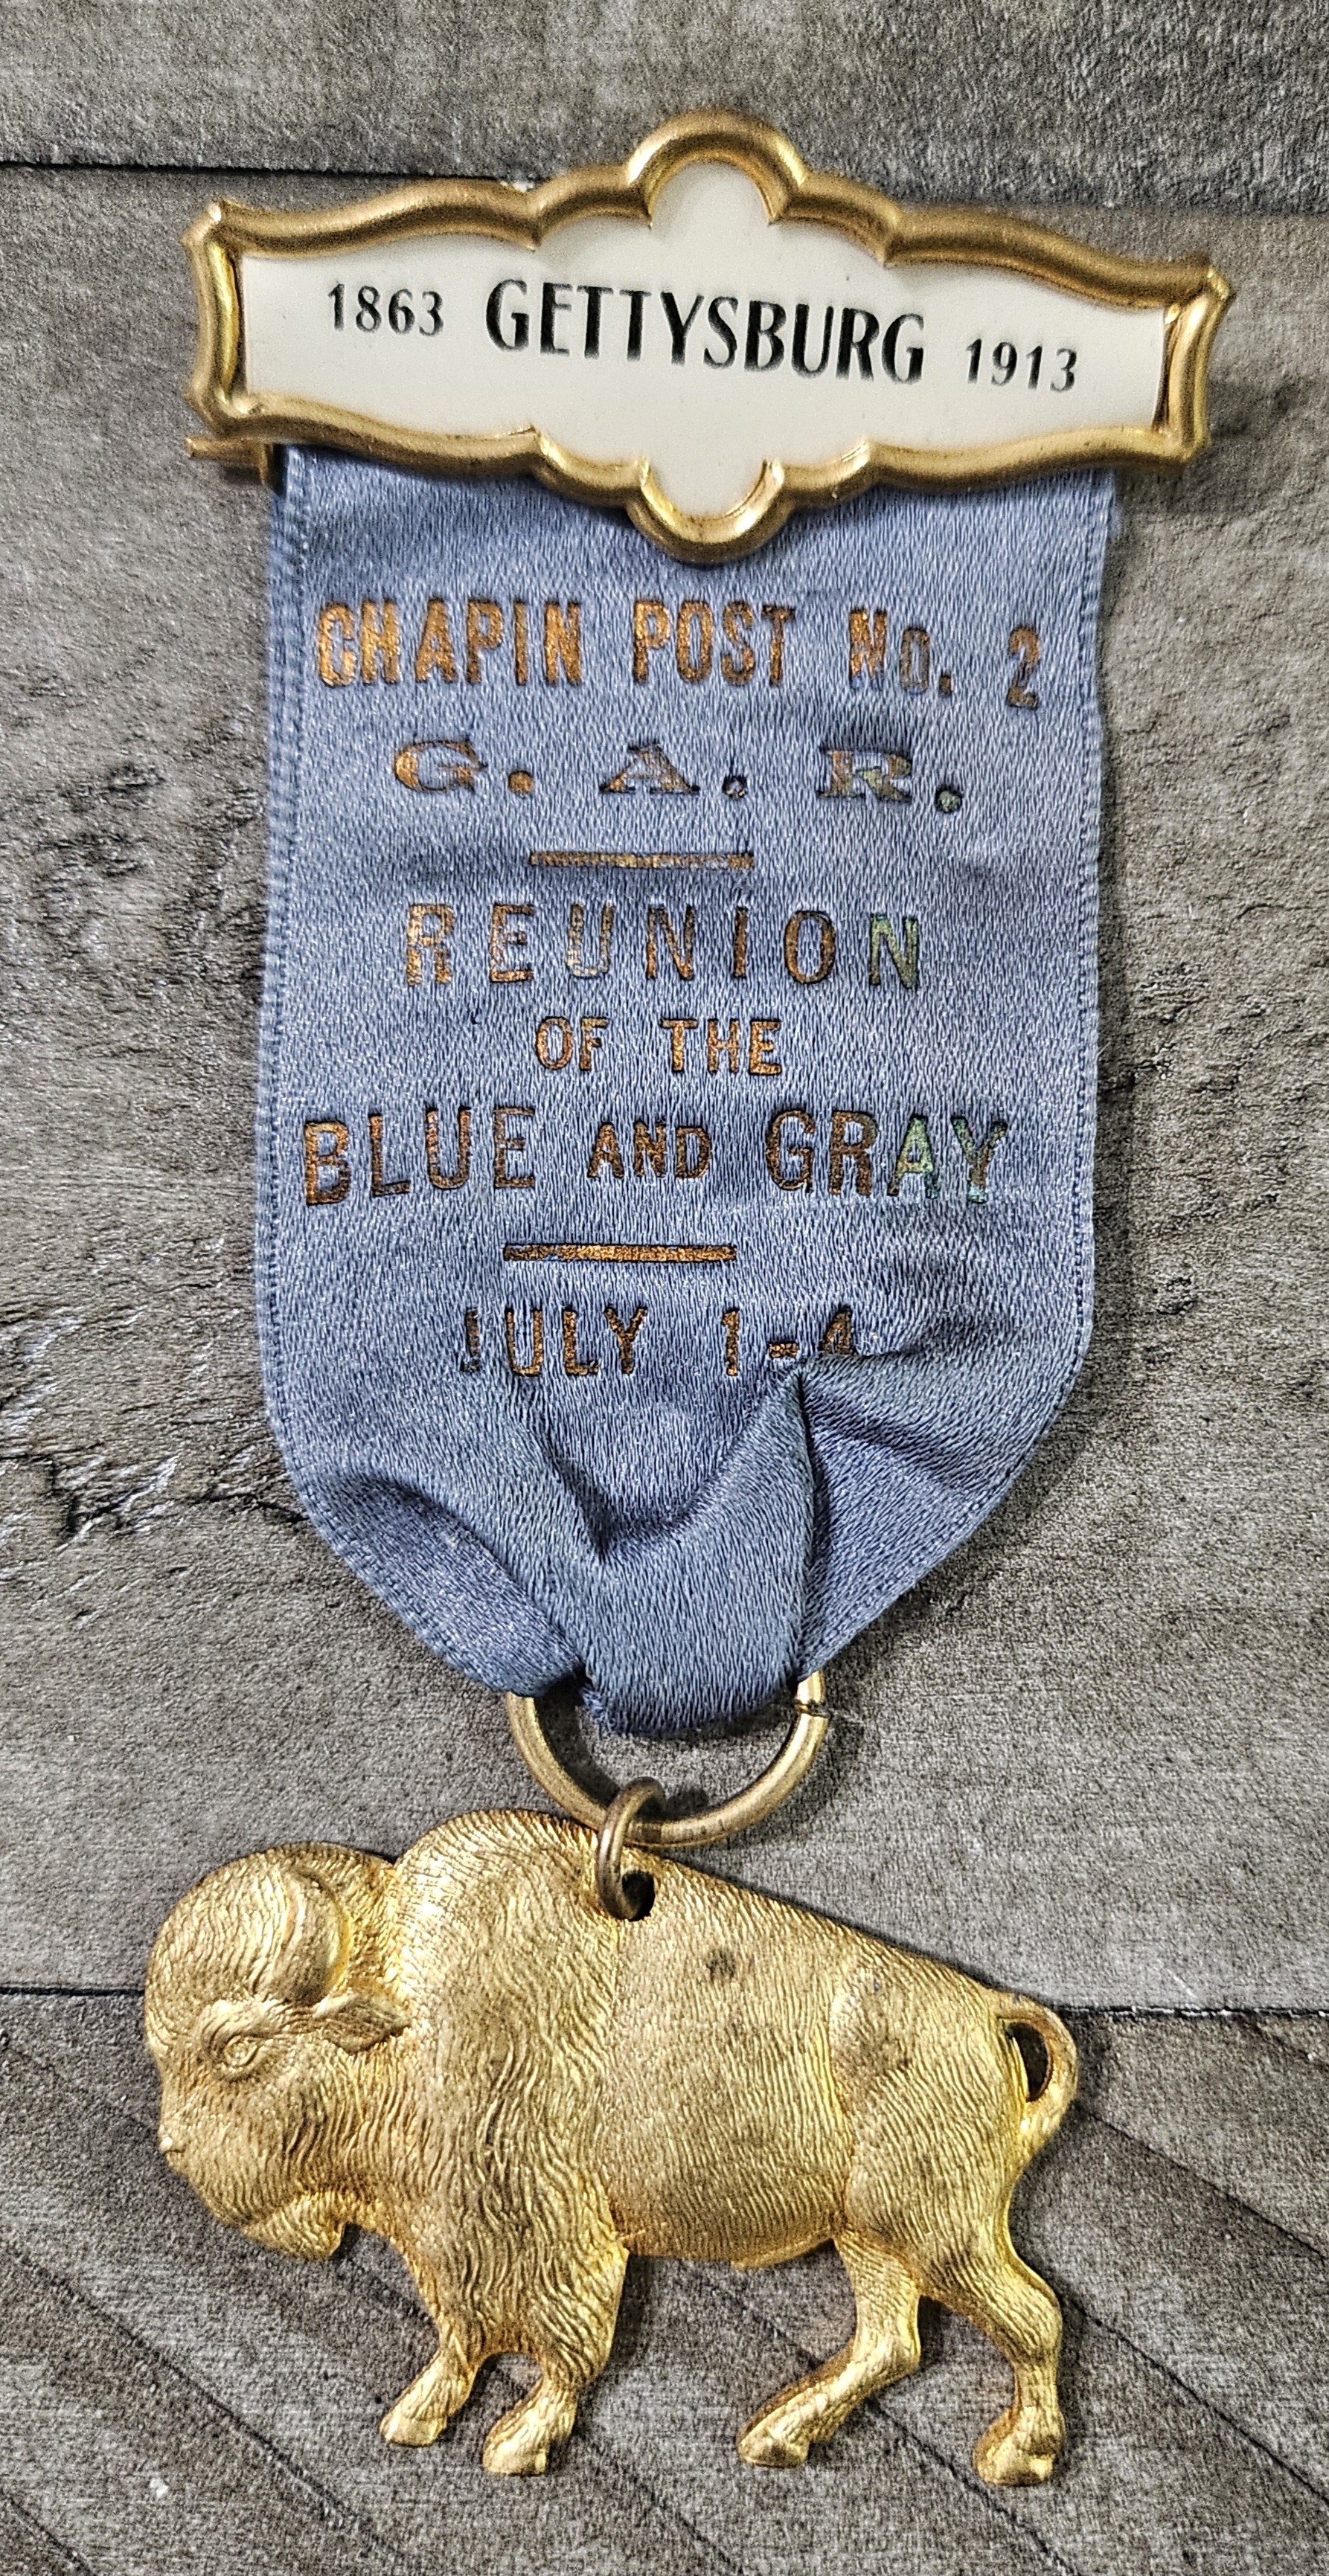 1863 GETTYSBURG 1913
CHAPIN POST No. 2
G. A. R.
REUNION
OF THE
BLUE AND GRAY
JULY 1-4